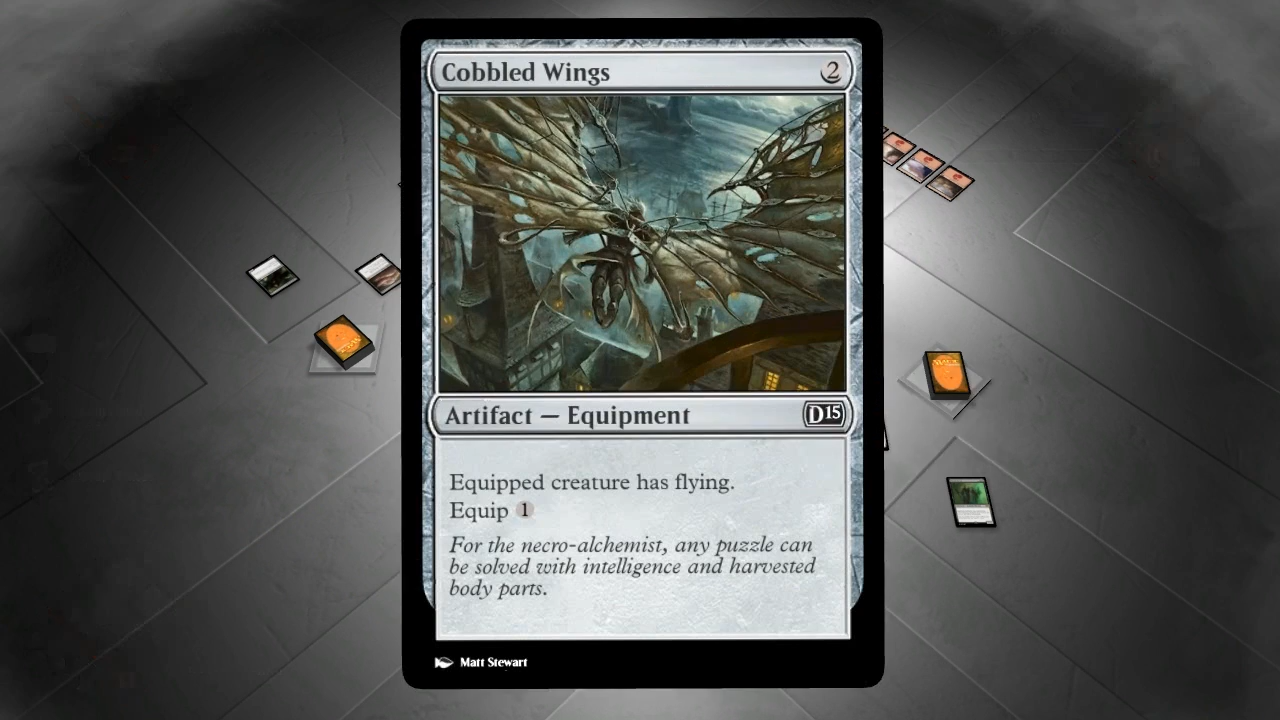 Cobbled Wings 2
Artifact — Equipment D15
Equipped creature has flying.
Equip 1
For the necro-alchemist, any puzzle can
be solved with intelligence and harvested
body parts.
Matt Stewart